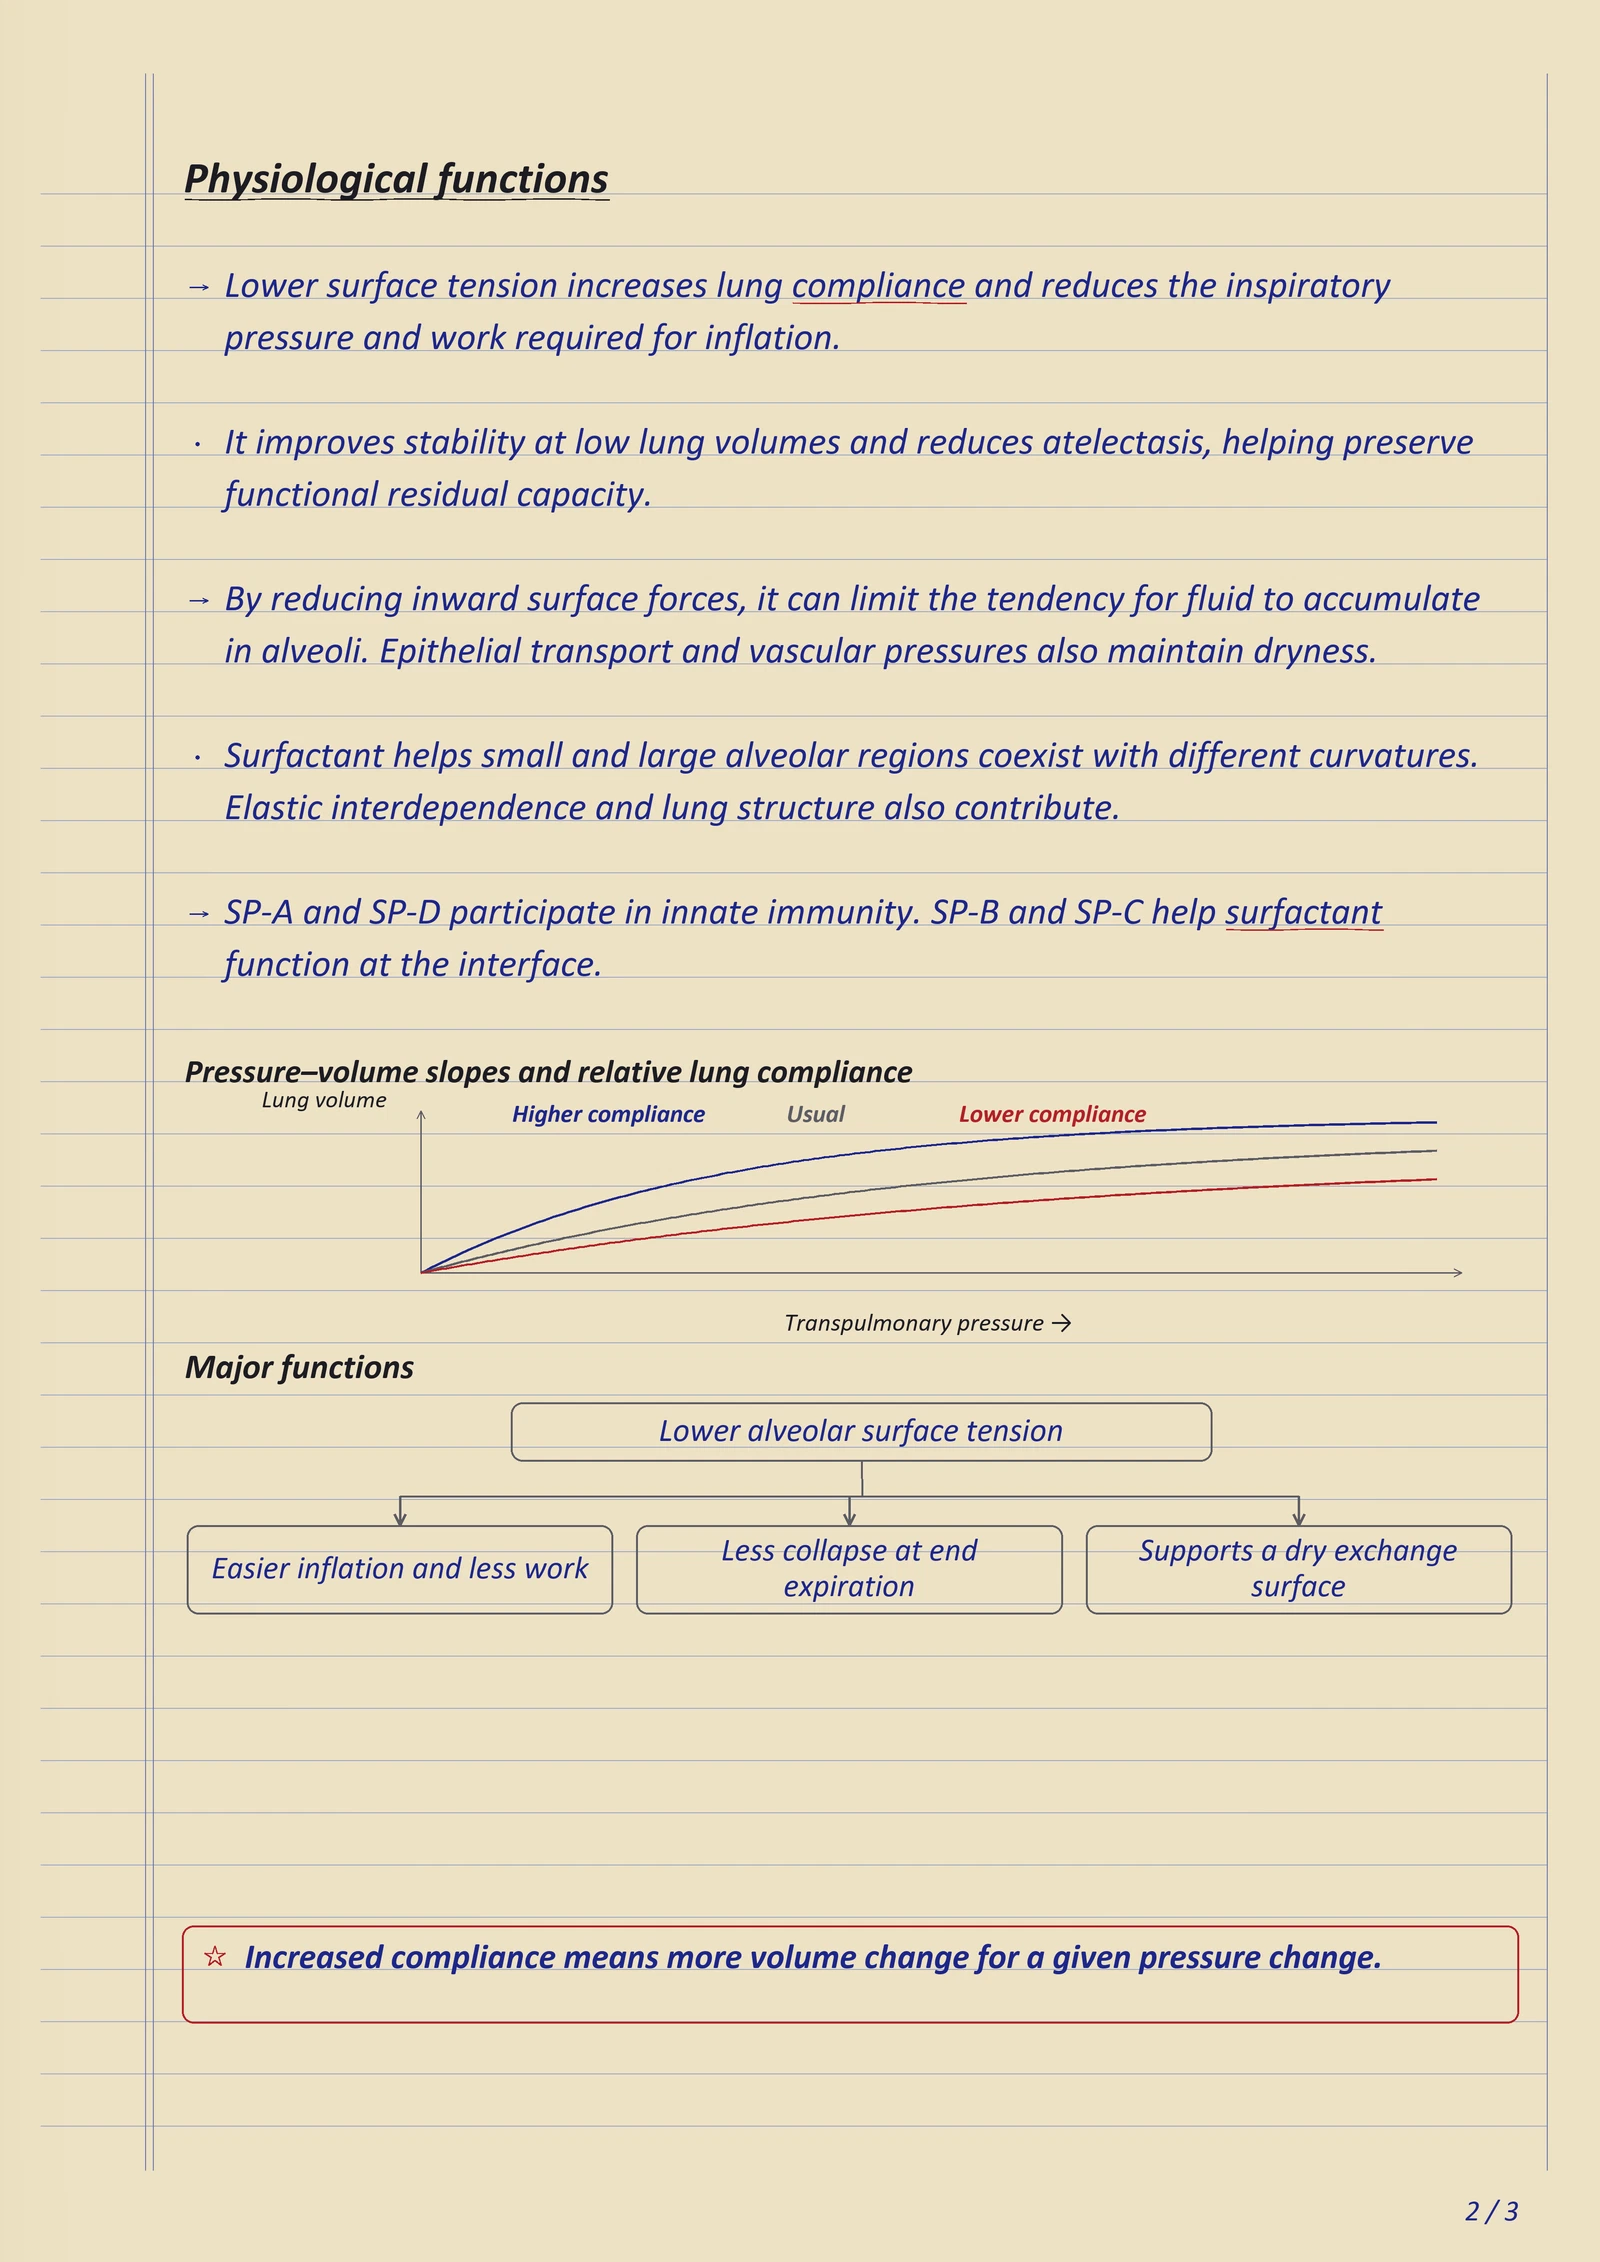 Physiological functions
→ Lower surface tension increases lung compliance and reduces the inspiratory
pressure and work required for inflation.
· It improves stability at low lung volumes and reduces atelectasis, helping preserve
functional residual capacity.
→ By reducing inward surface forces, it can limit the tendency for fluid to accumulate
in alveoli. Epithelial transport and vascular pressures also maintain dryness.
· Surfactant helps small and large alveolar regions coexist with different curvatures.
Elastic interdependence and lung structure also contribute.
→ SP-A and SP-D participate in innate immunity. SP-B and SP-C help surfactant
function at the interface.
Pressure–volume slopes and relative lung compliance
Lung volume
Higher compliance Usual Lower compliance
Transpulmonary pressure →
Major functions
Lower alveolar surface tension
Easier inflation and less work
Less collapse at end
expiration
Supports a dry exchange
surface
☆ Increased compliance means more volume change for a given pressure change.
2 / 3